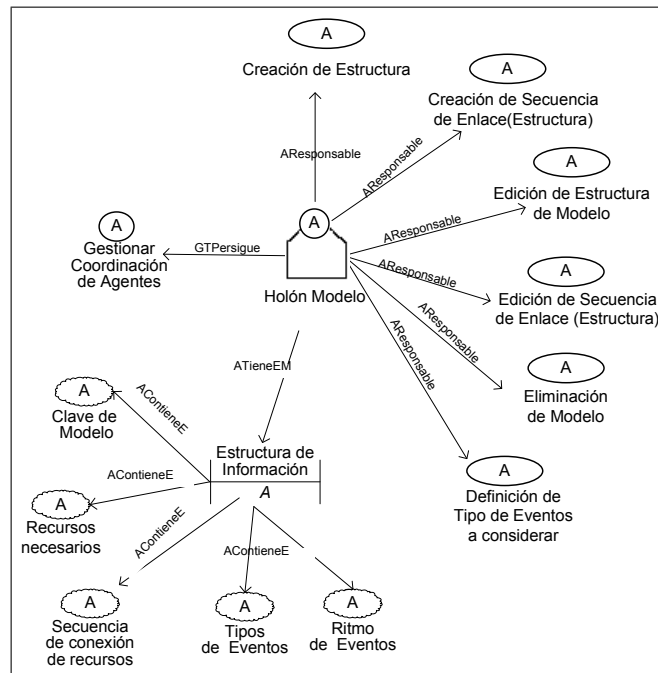 A
Creación de Estructura
A
Creación de Secuencia
de Enlace(Estructura)
AResponsable
AResponsable
A
Edición de Estructura
de Modelo
AResponsable
A
Gestionar
Coordinación
de Agentes
GTPersigue
A
Holón Modelo
AResponsable
A
Edición de Secuencia
de Enlace (Estructura)
AResponsable
AResponsable
A
Eliminación
de Modelo
ATieneEM
A
Clave de
Modelo
AContieneE
Estructura de
Información
A
A
Definición de
Tipo de Eventos
a considerar
AContieneE
A
Recursos
necesarios
AContieneE
AContieneE
A
Secuencia
de conexión
de recursos
A
Tipos
de Eventos
A
Ritmo
de Eventos